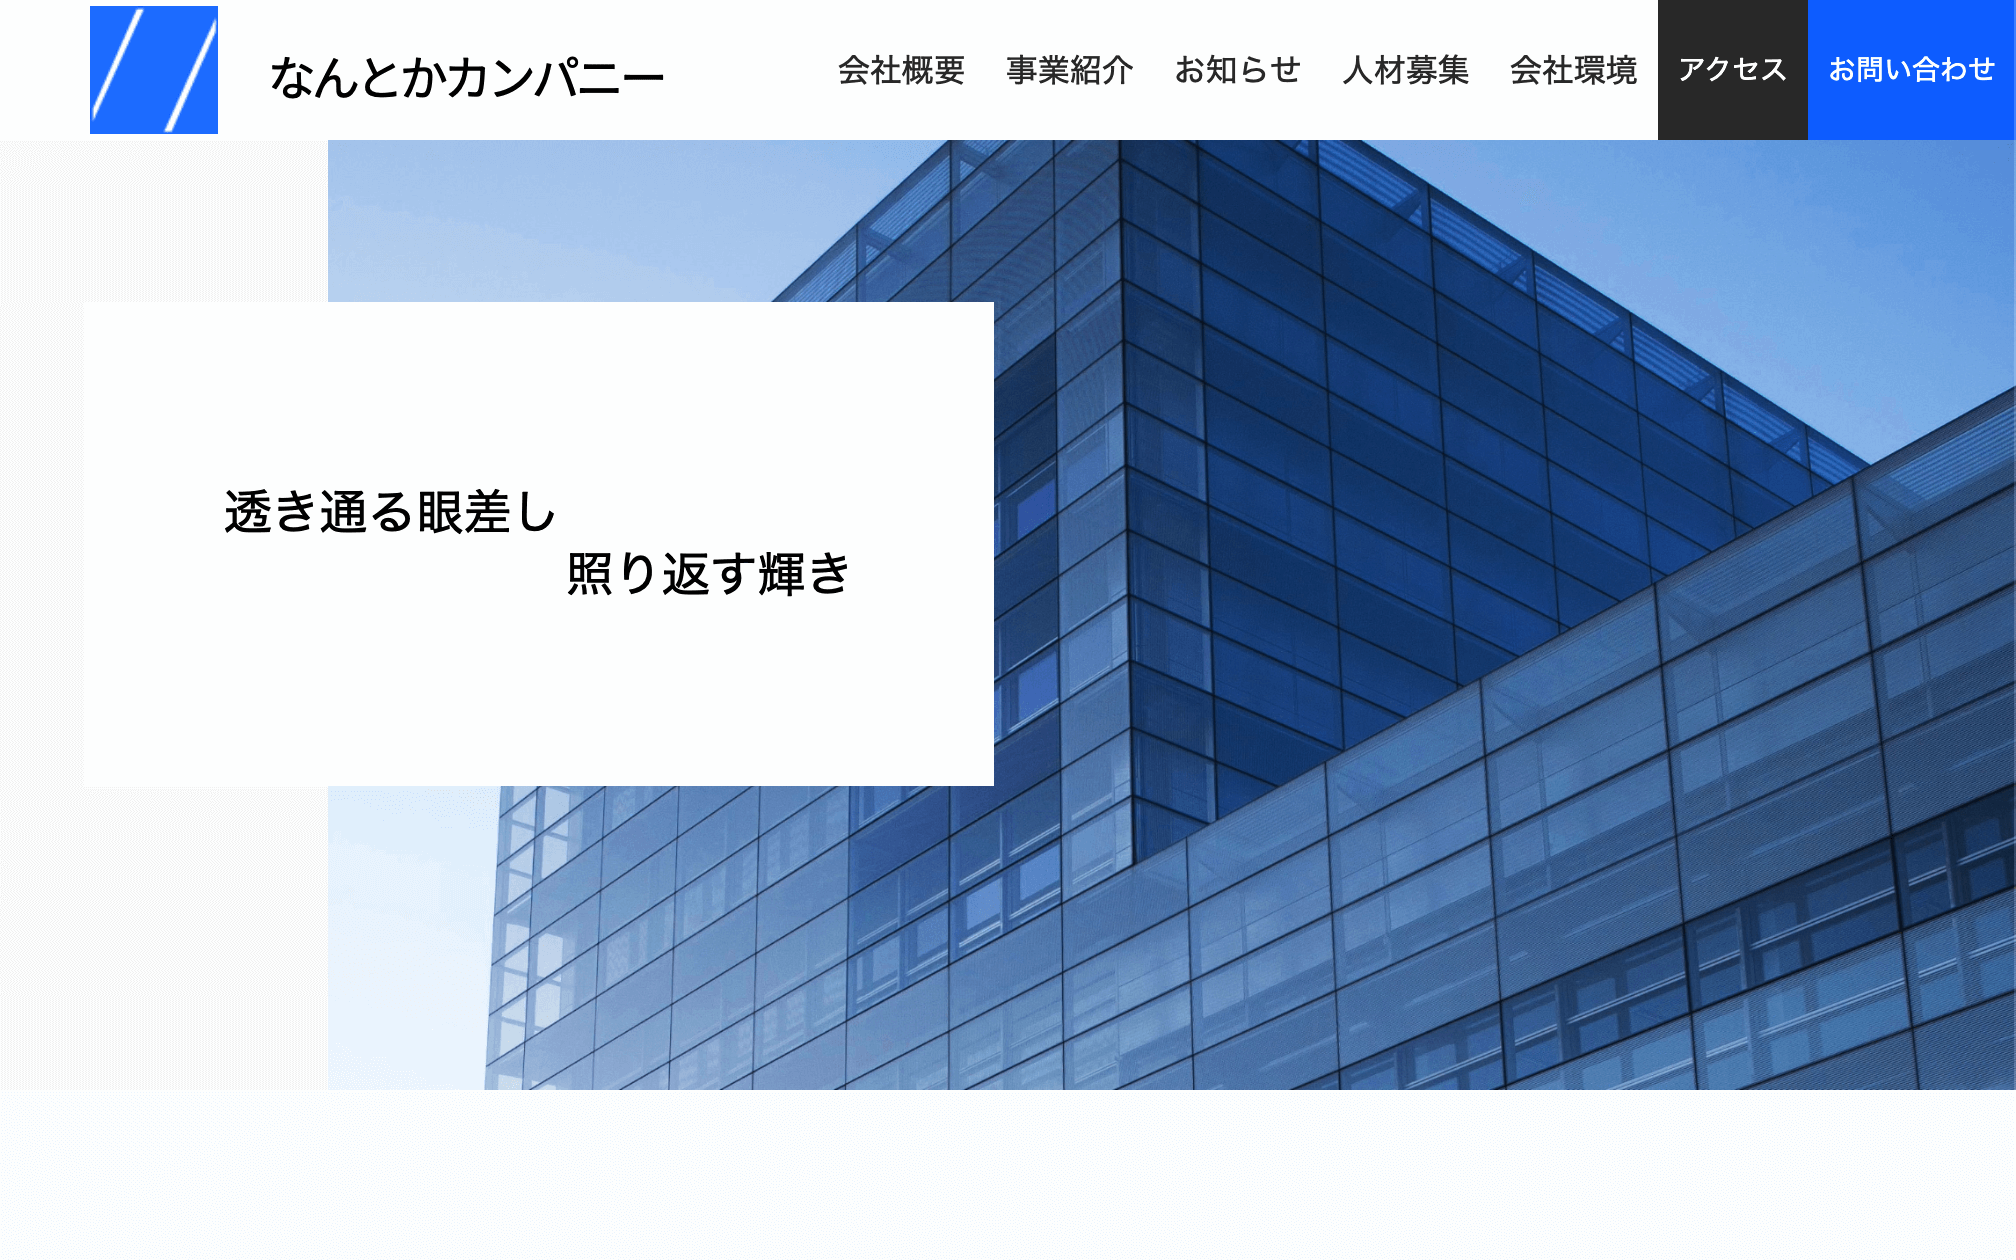 なんとかカンパニー
会社概要
事業紹介
お知らせ
人材募集
会社環境
アクセス
お問い合わせ
透き通る眼差し
照り返す輝き